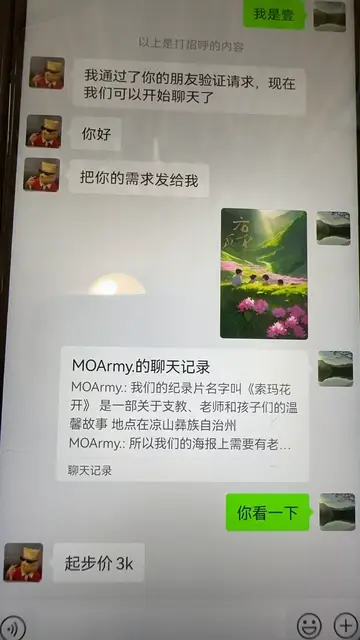 我是壹
以上是打招呼的内容
我通过了你的朋友验证请求，现在
我们可以开始聊天了
你好
把你的需求发给我
MOArmy.的聊天记录
MOArmy.: 我们的纪录片名字叫《索玛花
开》 是一部关于支教、老师和孩子们的温
馨故事 地点在凉山彝族自治州
MOArmy.: 所以我们的海报上需要有老...
聊天记录
你看一下
起步价 3k